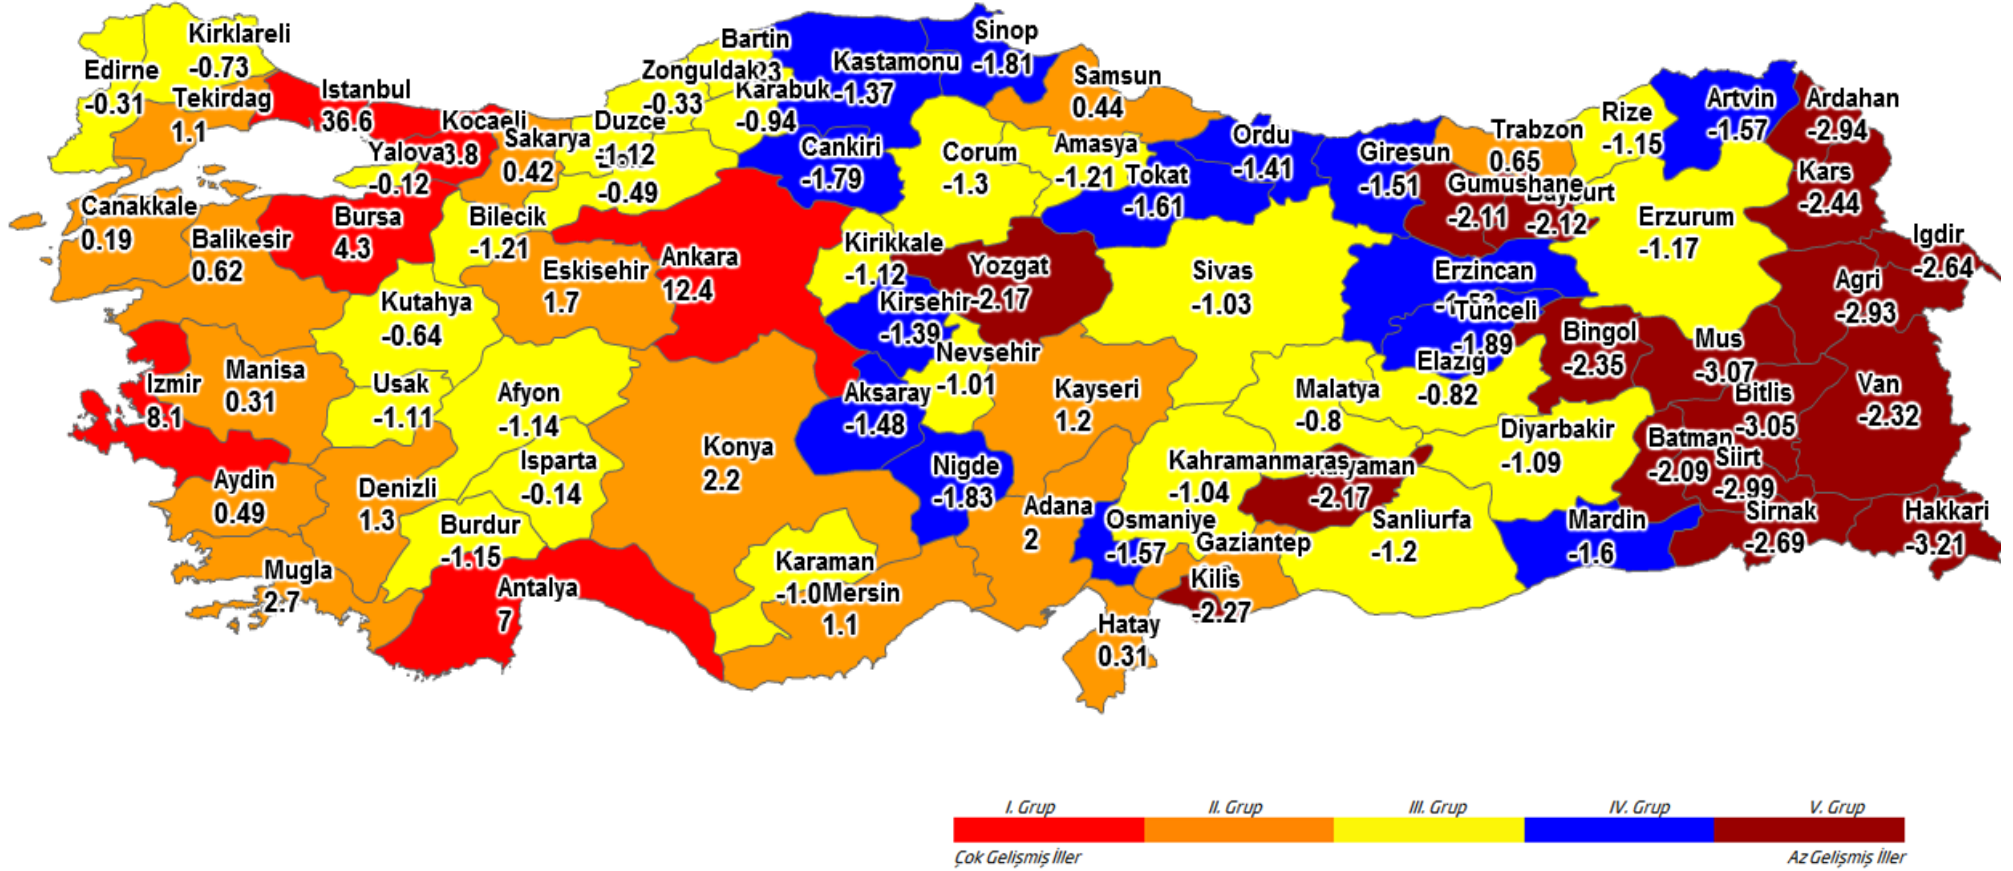 Kirklareli
-0.73
Edirne
-0.31
Tekirdag
1.1
Istanbul
36.6
Kocaeli
3.8
Yalova
-0.12
Sakarya
0.42
Duzce
-1.12
-0.49
Zonguldak
-0.33
Bartin
Karabuk
-0.94
Kastamonu
-1.37
Sinop
-1.81
Samsun
0.44
Cankiri
-1.79
Corum
-1.3
Amasya
-1.21
Tokat
-1.61
Ordu
-1.41
Giresun
-1.51
Trabzon
0.65
Gumushane
-2.11
Bayburt
-2.12
Rize
-1.15
Artvin
-1.57
Ardahan
-2.94
Kars
-2.44
Igdir
-2.64
Agri
-2.93
Erzurum
-1.17
Erzincan
Tunceli
-1.89
Canakkale
0.19
Balikesir
0.62
Bursa
4.3
Bilecik
-1.21
Eskisehir
1.7
Ankara
12.4
Kirikkale
-1.12
Kirsehir
-1.39
Yozgat
-2.17
Sivas
-1.03
Kutahya
-0.64
Manisa
0.31
Izmir
8.1
Usak
-1.11
Afyon
-1.14
Konya
2.2
Aksaray
-1.48
Nevsehir
-1.01
Kayseri
1.2
Nigde
-1.83
Malatya
-0.8
Elazig
-0.82
Bingol
-2.35
Mus
-3.07
Bitlis
-3.05
Van
-2.32
Diyarbakir
-1.09
Batman
-2.09
Siirt
-2.99
Sirnak
-2.69
Hakkari
-3.21
Mardin
-1.6
Sanliurfa
-1.2
Kahramanmaras
-1.04
-2.17
Aydin
0.49
Denizli
1.3
Isparta
-0.14
Burdur
-1.15
Mugla
2.7
Antalya
7
Karaman
Mersin
1.1
Adana
2
Osmaniye
-1.57
Gaziantep
Kilis
-2.27
Hatay
0.31
I. Grup II. Grup III. Grup IV. Grup V. Grup
Çok Gelişmiş İller Az Gelişmiş İller